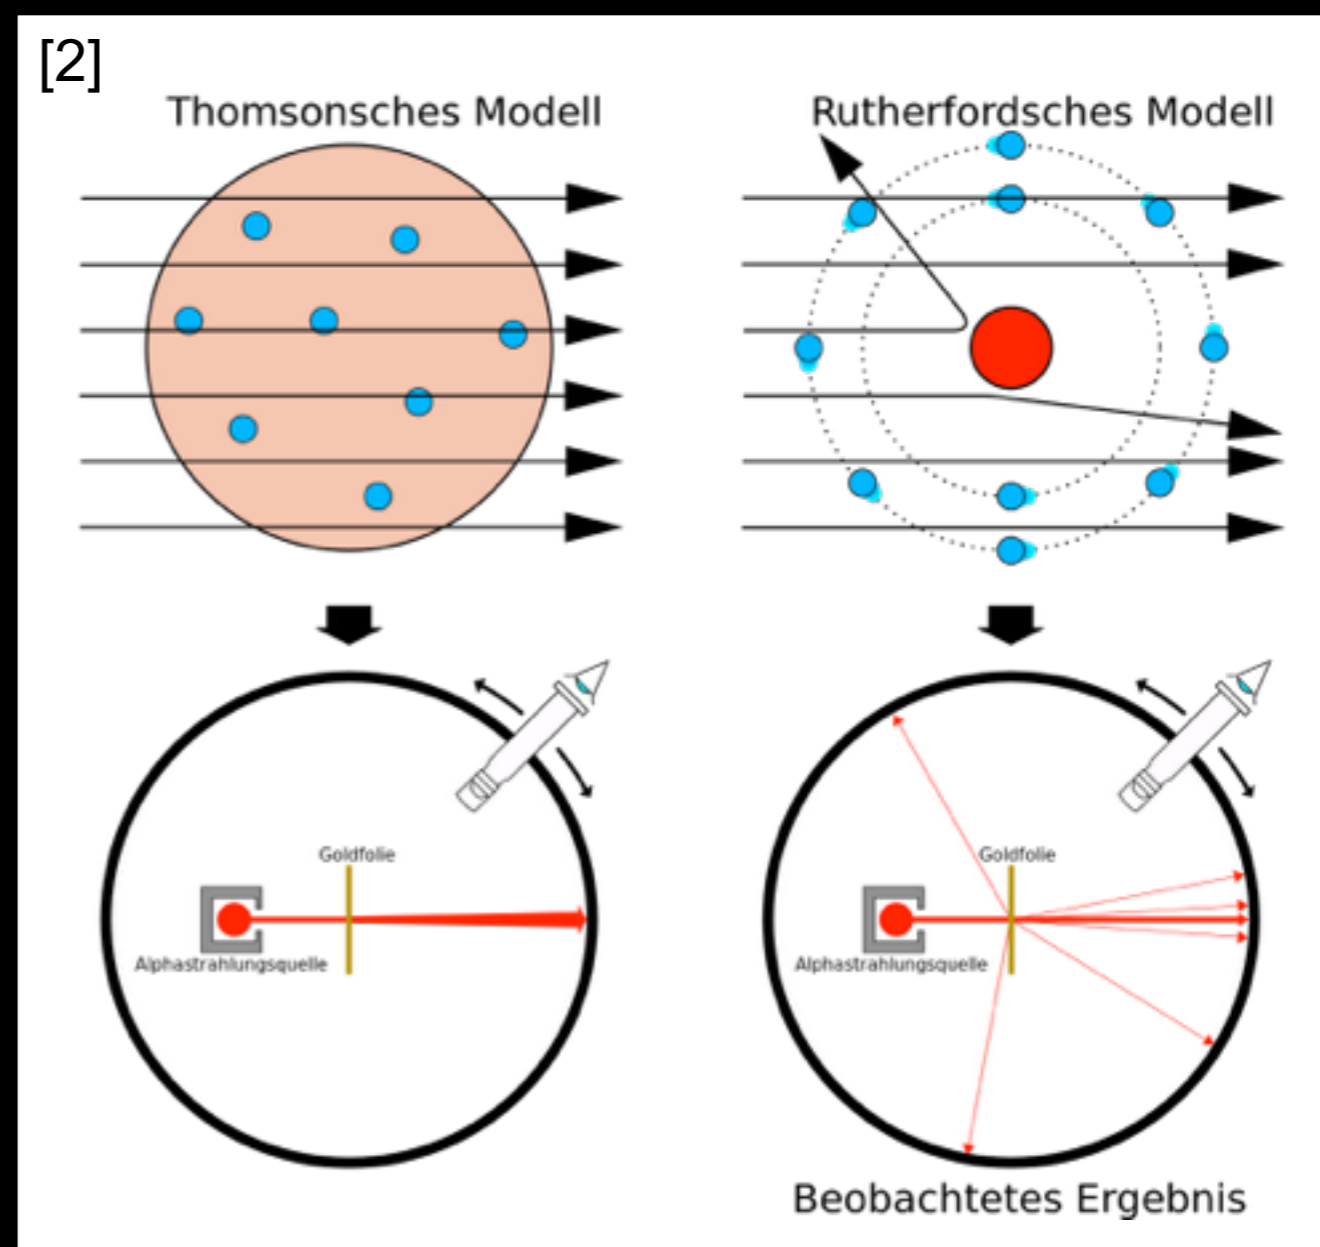 [2]
Thomsonsches Modell
Rutherfordsches Modell
Goldfolie
Alphastrahlungsquelle
Goldfolie
Alphastrahlungsquelle
Beobachtetes Ergebnis